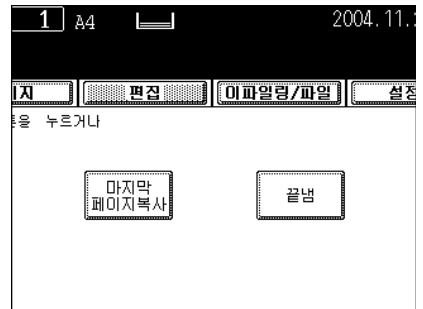 1 A4 2004.11.
지 편집 이파일링/파일 설정
을 누르거나
마지막
페이지복사
끝냄